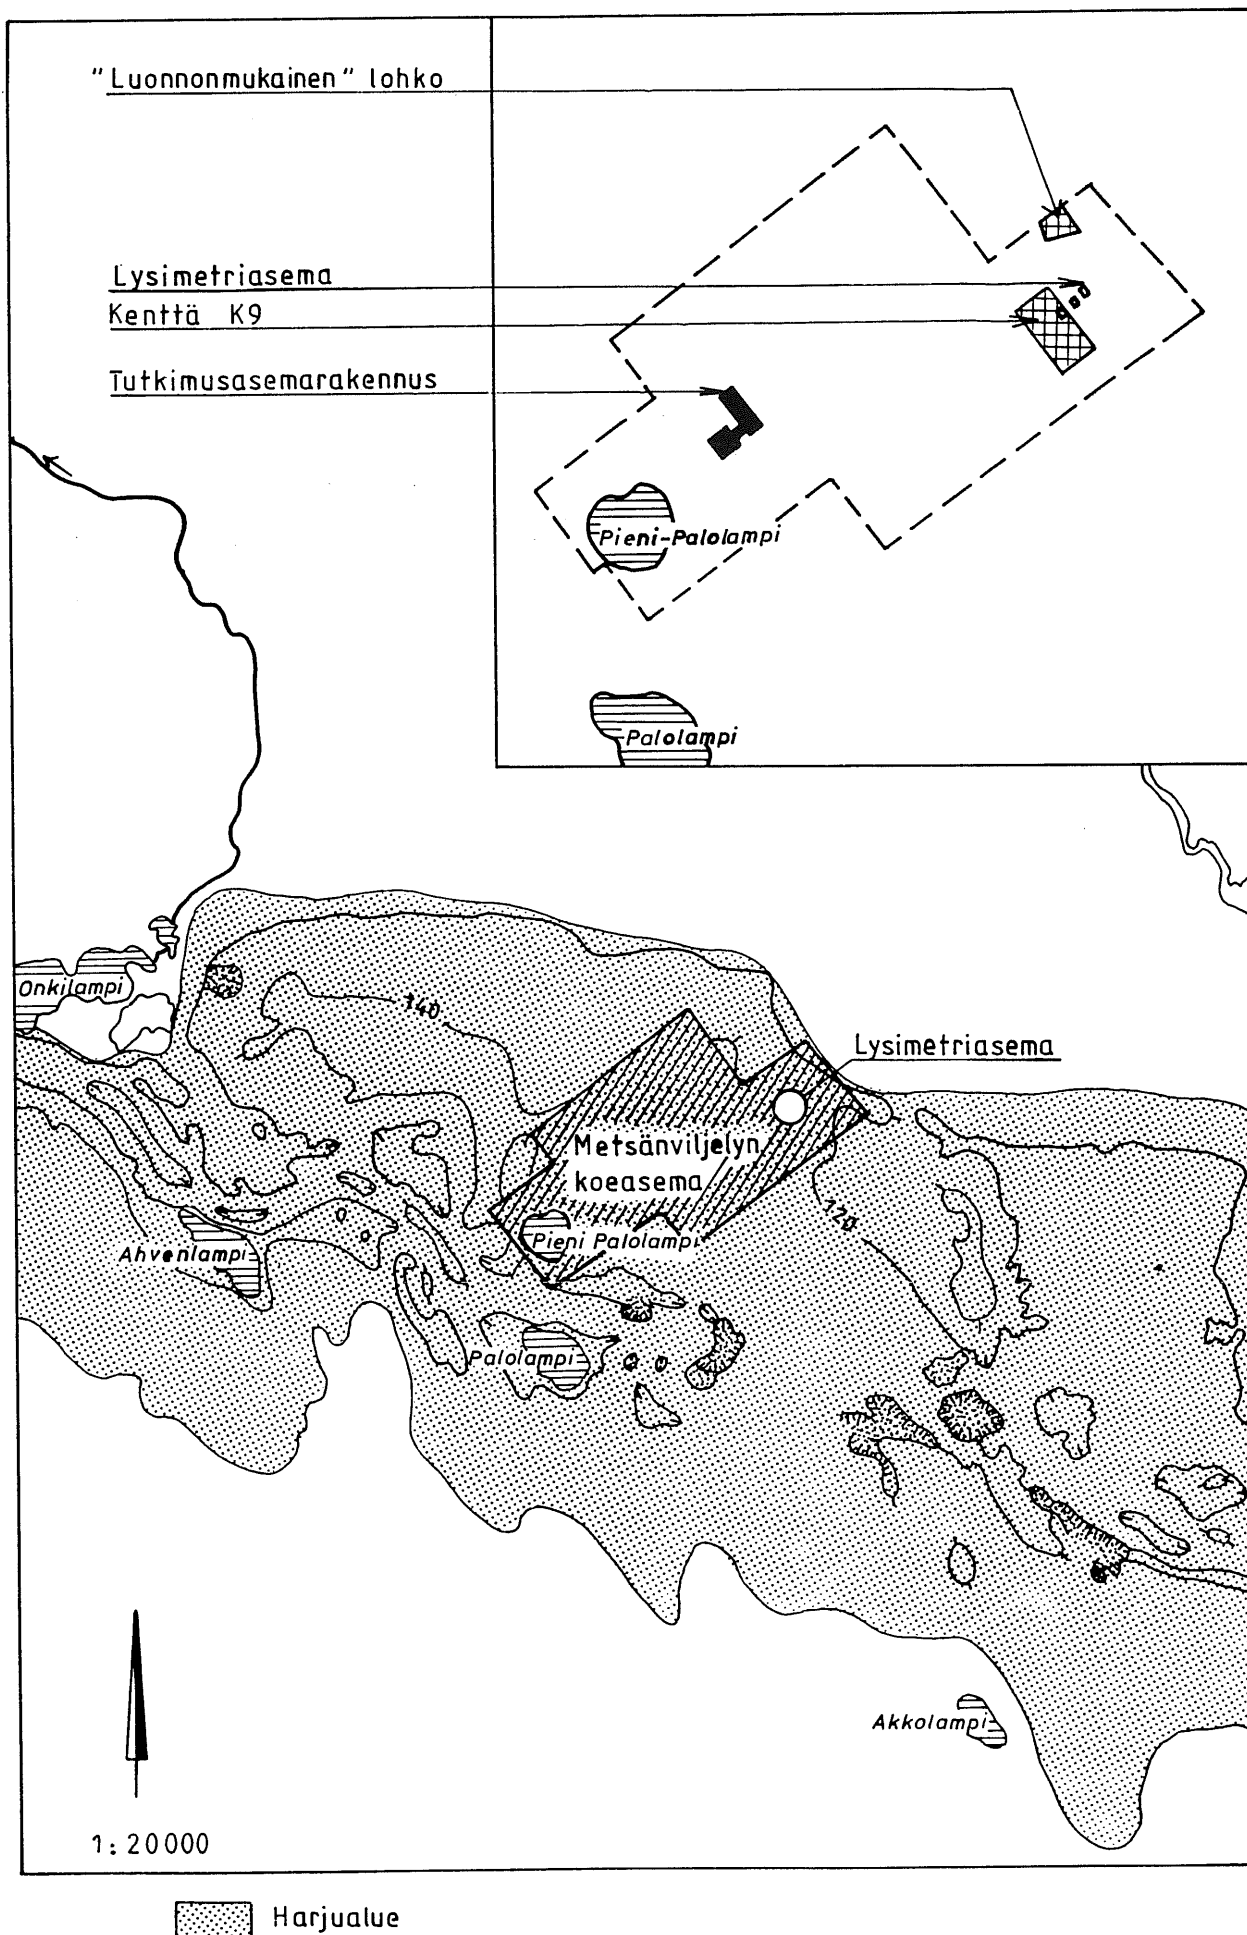 "Luonnonmukainen" lohko
Lysimetriasema
Kenttä K9
Tutkimusasemarakennus
Pieni-Palolampi
Palolampi
Onkilampi
140
Lysimetriasema
Metsänviljelyn
koeasema
120
Pieni Palolampi
Ahvenlampi
Palolampi
Akkolampi
1:20000
Harjualue